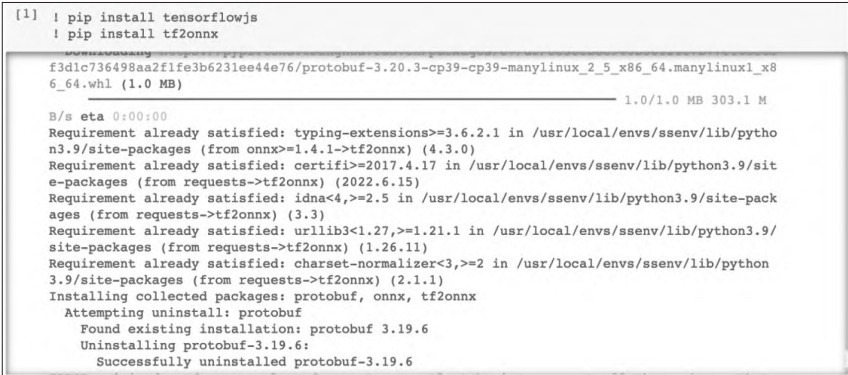 [1] ! pip install tensorflowjs
! pip install tf2onnx
f3d1c736498aa2f1fe3b6231ee44e76/protobuf-3.20.3-cp39-cp39-manylinux_2_5_x86_64.manylinux1_x8
6_64.whl (1.0 MB)
1.0/1.0 MB 303.1 M
B/s eta 0:00:00
Requirement already satisfied: typing-extensions>=3.6.2.1 in /usr/local/envs/ssenv/lib/pytho
n3.9/site-packages (from onnx>=1.4.1->tf2onnx) (4.3.0)
Requirement already satisfied: certifi>=2017.4.17 in /usr/local/envs/ssenv/lib/python3.9/sit
e-packages (from requests->tf2onnx) (2022.6.15)
Requirement already satisfied: idna<4,>=2.5 in /usr/local/envs/ssenv/lib/python3.9/site-pack
ages (from requests->tf2onnx) (3.3)
Requirement already satisfied: urllib3<1.27,>=1.21.1 in /usr/local/envs/ssenv/lib/python3.9/
site-packages (from requests->tf2onnx) (1.26.11)
Requirement already satisfied: charset-normalizer<3,>=2 in /usr/local/envs/ssenv/lib/python
3.9/site-packages (from requests->tf2onnx) (2.1.1)
Installing collected packages: protobuf, onnx, tf2onnx
Attempting uninstall: protobuf
Found existing installation: protobuf 3.19.6
Uninstalling protobuf-3.19.6:
Successfully uninstalled protobuf-3.19.6